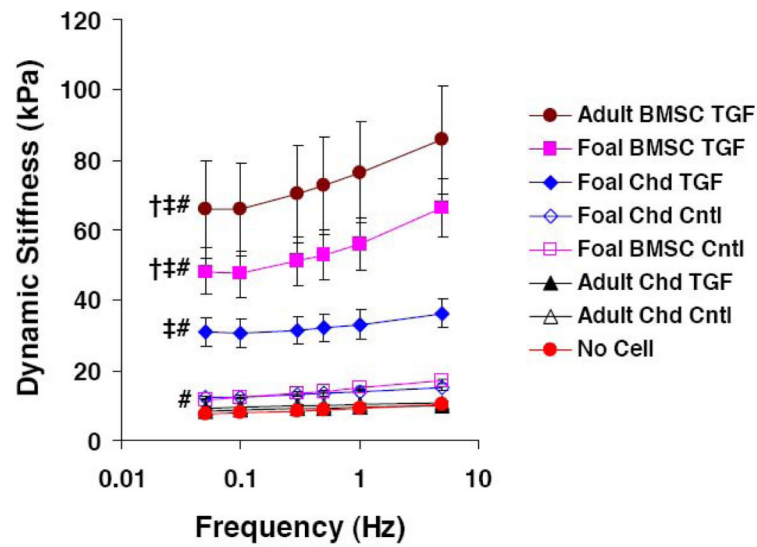 120
100
80
60
40
20
0
Dynamic Stiffness (kPa)
†‡#
†‡#
‡#
#
0.01
0.1
1
10
Frequency (Hz)
Adult BMSC TGF
Foal BMSC TGF
Foal Chd TGF
Foal Chd Cntl
Foal BMSC Cntl
Adult Chd TGF
Adult Chd Cntl
No Cell